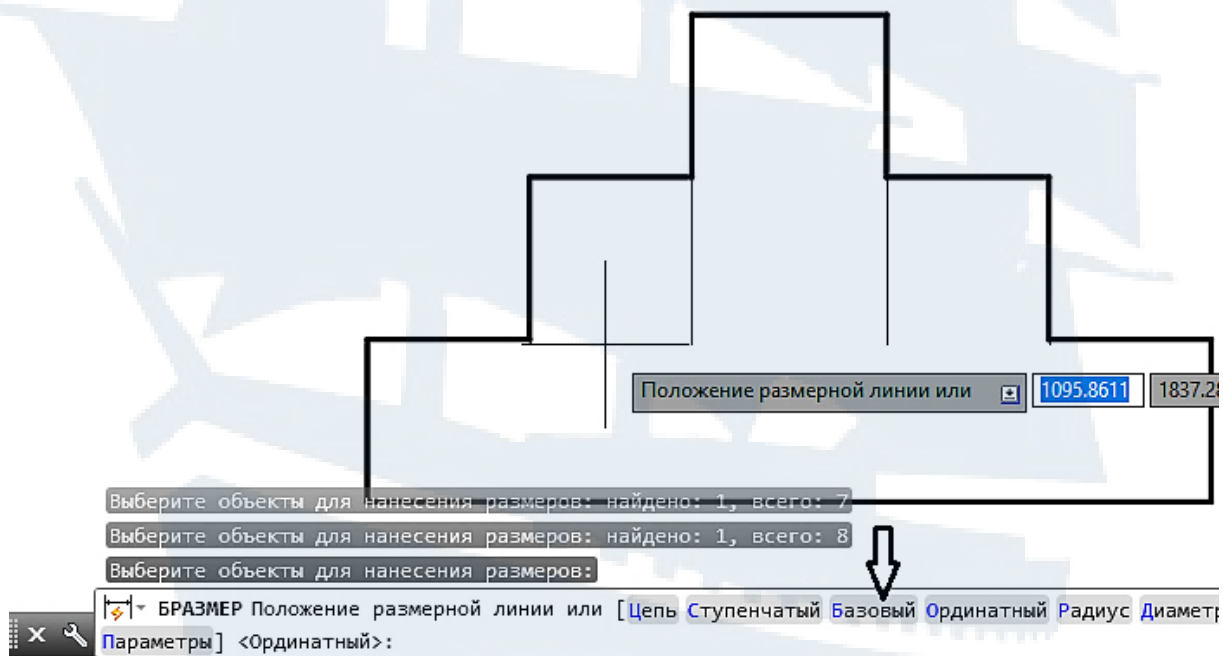 Положение размерной линии или 1095.8611 1837.28
Выберите объекты для нанесения размеров: найдено: 1, всего: 7
Выберите объекты для нанесения размеров: найдено: 1, всего: 8
Выберите объекты для нанесения размеров:
БРАЗМЕР Положение размерной линии или [Цепь Ступенчатый Базовый Ординатный Радиус Диаметр
Параметры] <Ординатный>: